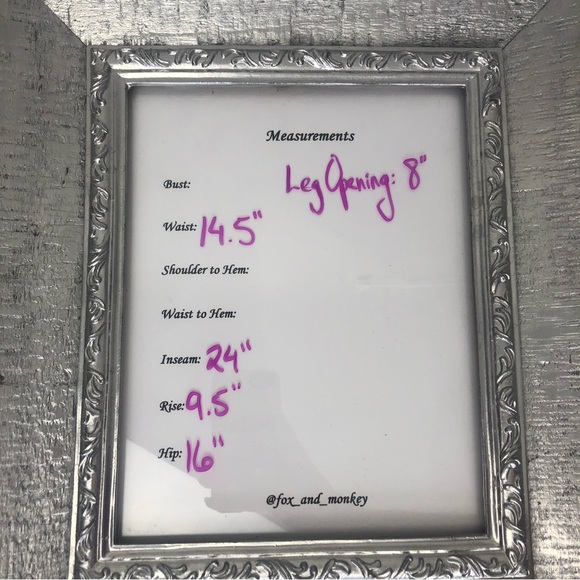 Measurements
Bust:
Leg Opening: 8"
Waist: 14.5"
Shoulder to Hem:
Waist to Hem:
Inseam: 24"
Rise: 9.5"
Hip: 16"
@fox_and_monkey